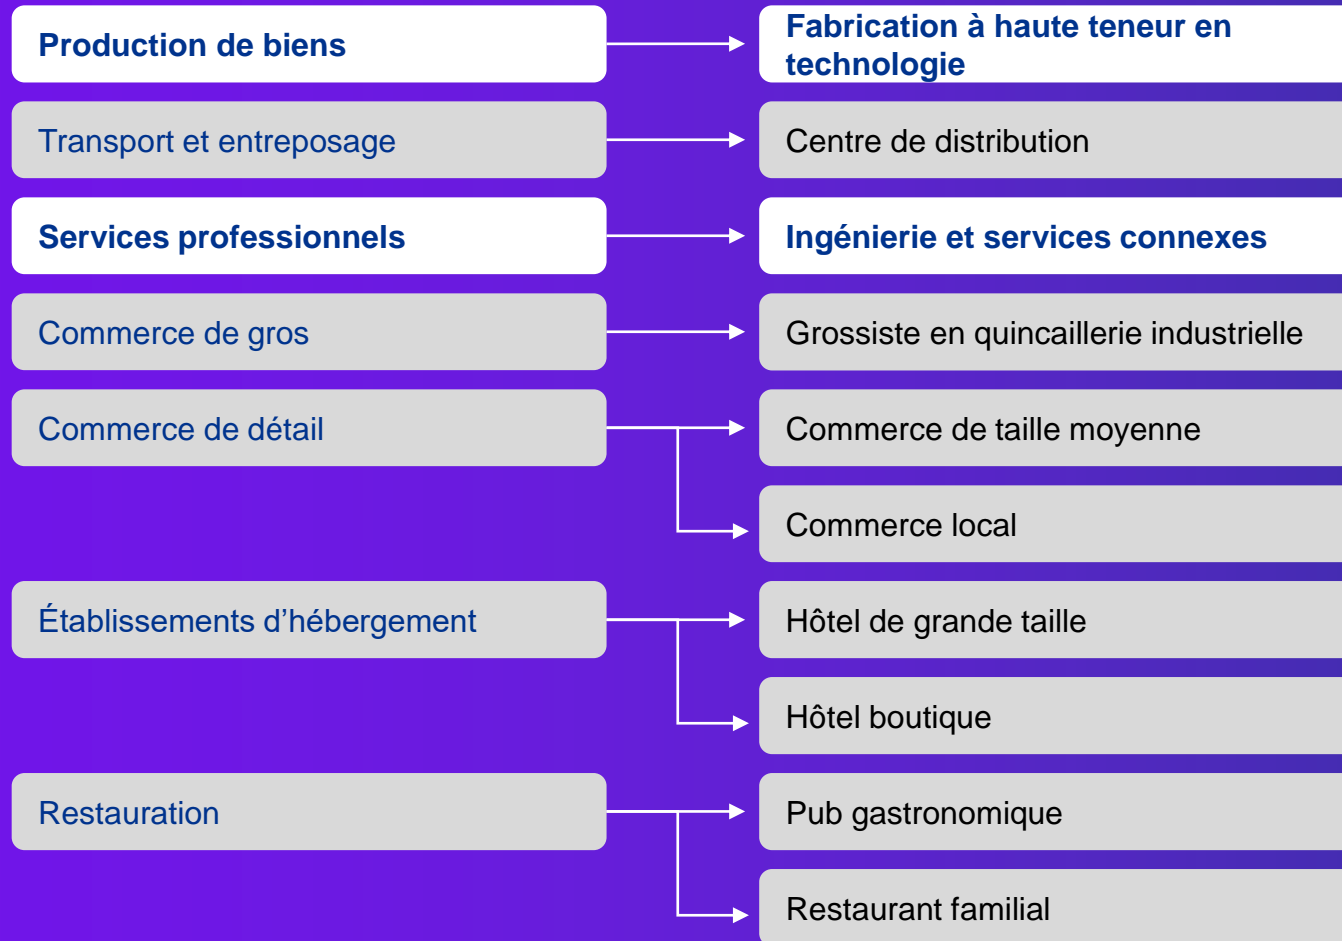 Production de biens
Fabrication à haute teneur en
technologie
Transport et entreposage
Centre de distribution
Services professionnels
Ingénierie et services connexes
Commerce de gros
Grossiste en quincaillerie industrielle
Commerce de détail
Commerce de taille moyenne
Commerce local
Établissements d’hébergement
Hôtel de grande taille
Hôtel boutique
Restauration
Pub gastronomique
Restaurant familial